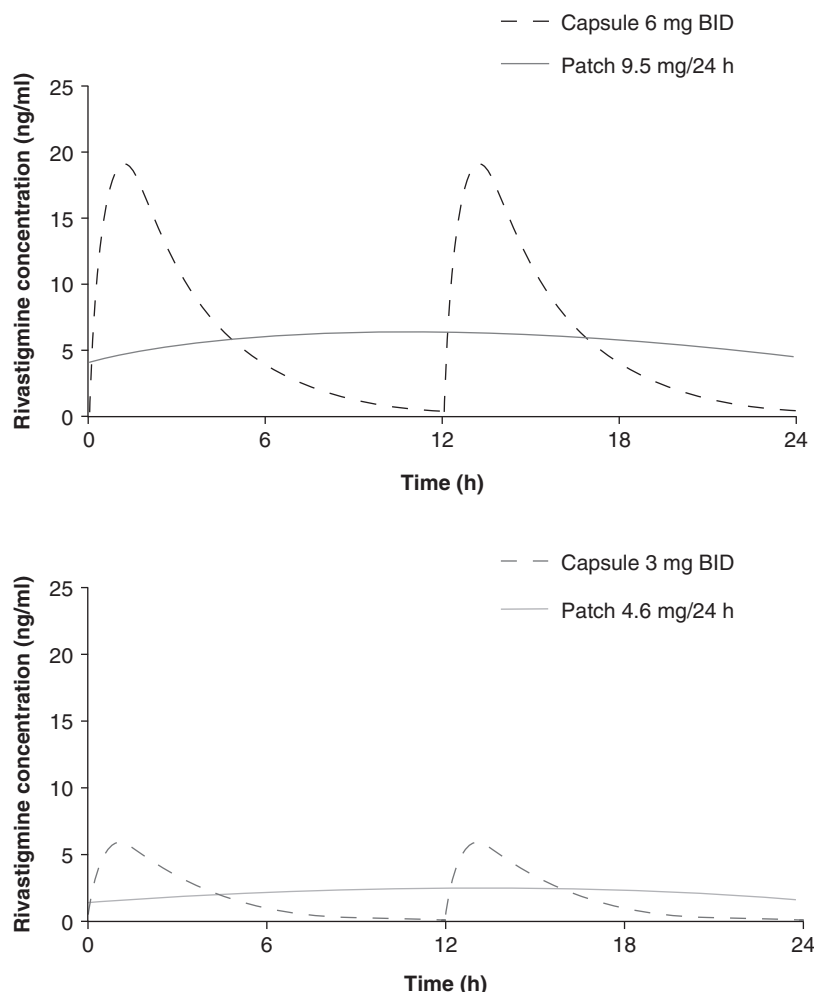 Capsule 6 mg BID
Patch 9.5 mg/24 h
Rivastigmine concentration (ng/ml)
25
20
15
10
5
0
0 6 12 18 24
Time (h)
Capsule 3 mg BID
Patch 4.6 mg/24 h
Rivastigmine concentration (ng/ml)
25
20
15
10
5
0
0 6 12 18 24
Time (h)